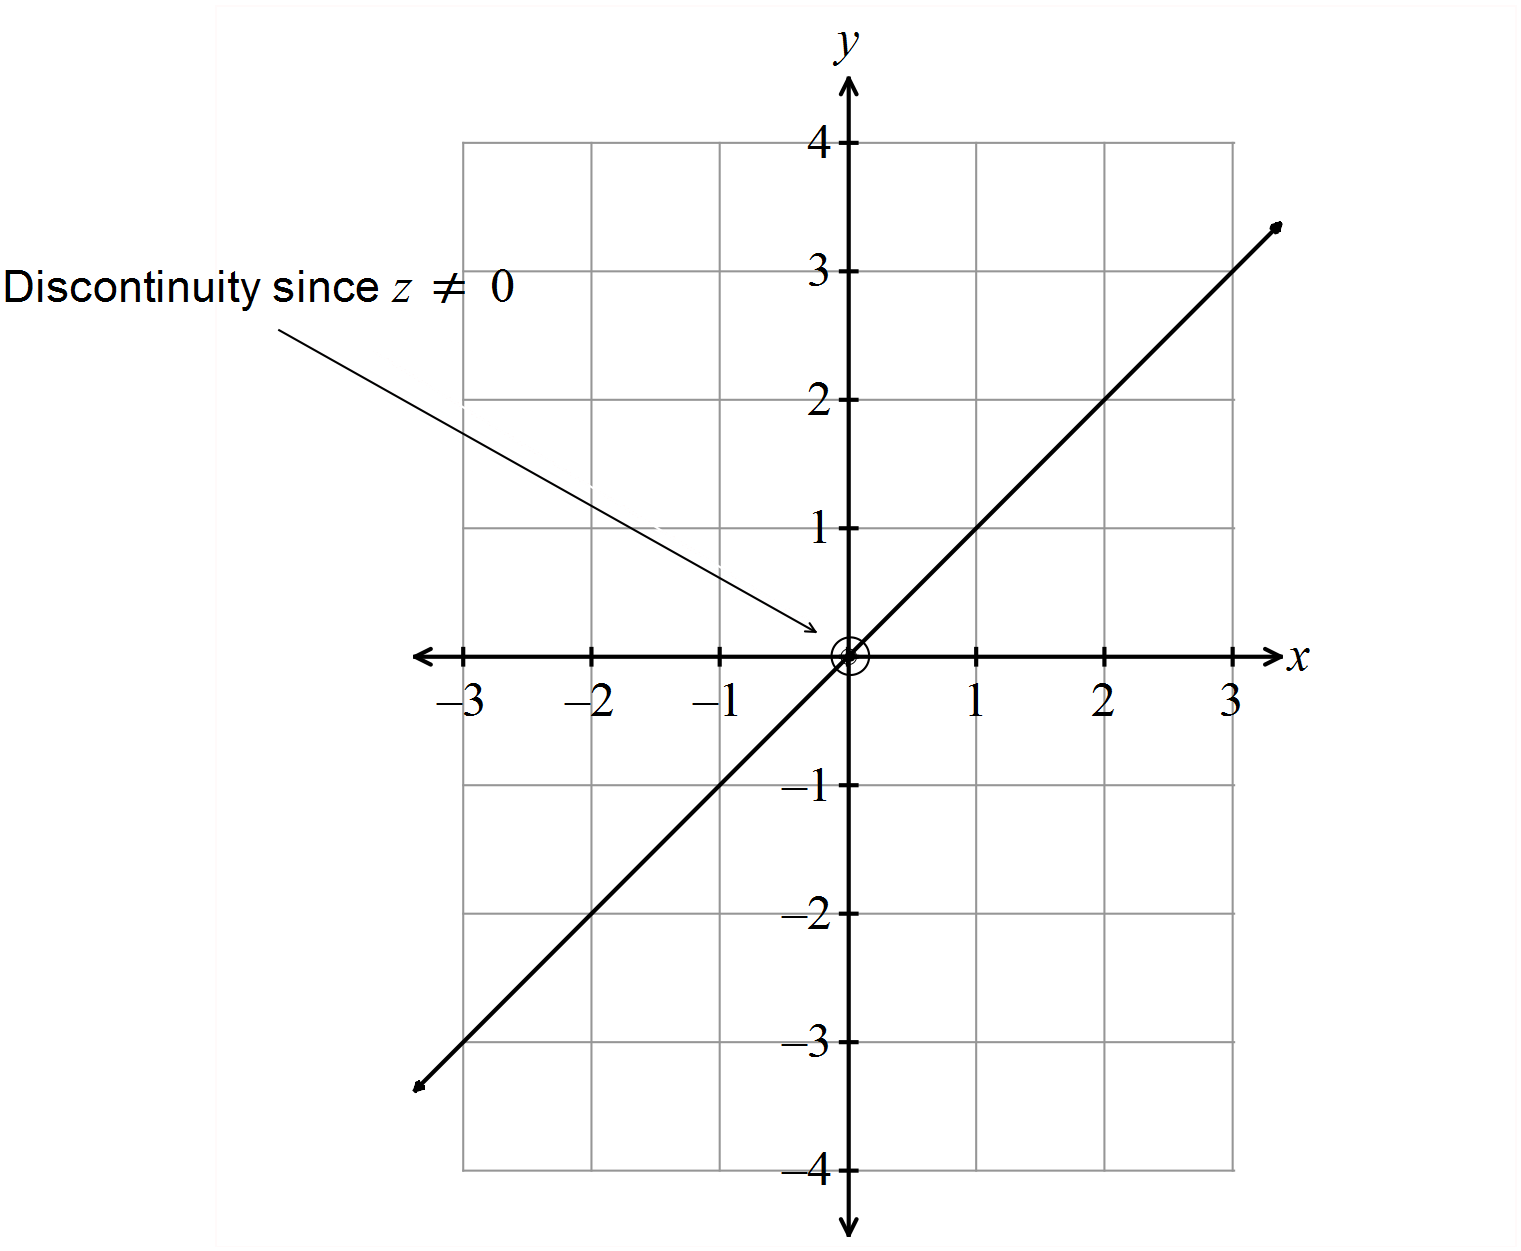 y
4
3
Discontinuity since z ≠ 0
2
1
x
–3 –2 –1 1 2 3
–1
–2
–3
–4